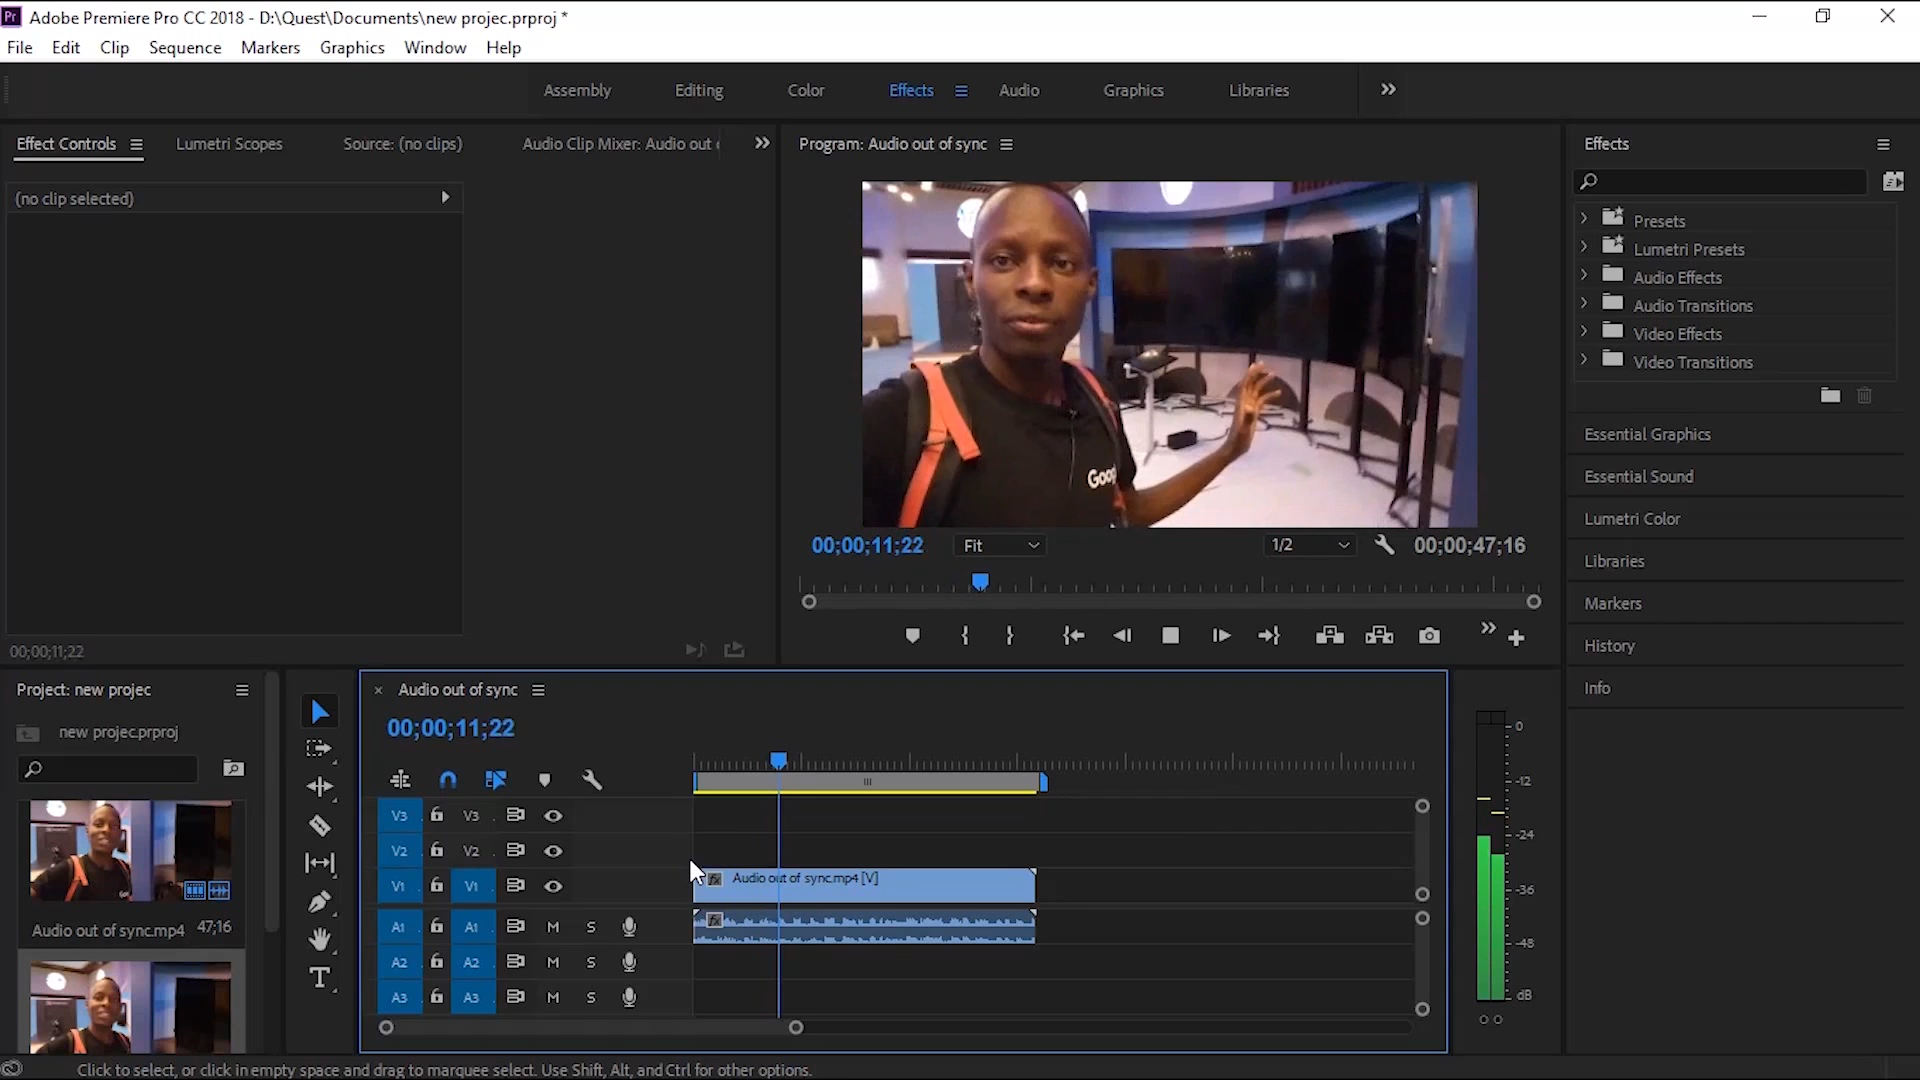 Pr Adobe Premiere Pro CC 2018 - D:\Quest\Documents\new projec.prproj *
File Edit Clip Sequence Markers Graphics Window Help
Assembly Editing Color Effects Audio Graphics Libraries
Effect Controls Lumetri Scopes Source: (no clips) Audio Clip Mixer: Audio out
Program: Audio out of sync
Effects
(no clip selected)
Presets
Lumetri Presets
Audio Effects
Audio Transitions
Video Effects
Video Transitions
Goog
Essential Graphics
Essential Sound
Lumetri Color
Libraries
Markers
History
Info
00;00;11;22 Fit 1/2 00;00;47;16
00;00;11;22
Project: new projec
new projec.prproj
Audio out of sync.mp4 47;16
Audio out of sync
00;00;11;22
V3 V3
V2 V2
V1 V1 fx Audio out of sync.mp4 [V]
A1 A1 M S fx
A2 A2 M S
A3 A3 M S
T
0
-12
-24
-36
-48
dB
Click to select, or click in empty space and drag to marquee select. Use Shift, Alt, and Ctrl for other options.